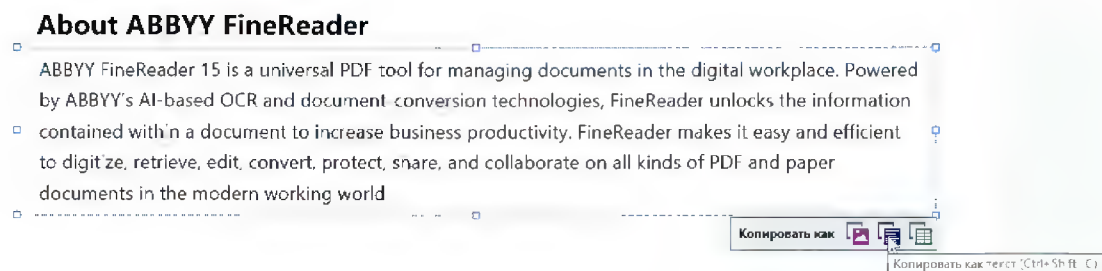 About ABBYY FineReader
ABBYY FineReader 15 is a universal PDF tool for managing documents in the digital workplace. Powered
by ABBYY's AI-based OCR and document conversion technologies, FineReader unlocks the information
contained within a document to increase business productivity. FineReader makes it easy and efficient
to digitize, retrieve, edit, convert, protect, share, and collaborate on all kinds of PDF and paper
documents in the modern working world
Копировать как
Копировать как текст (Ctrl+Shift+C)